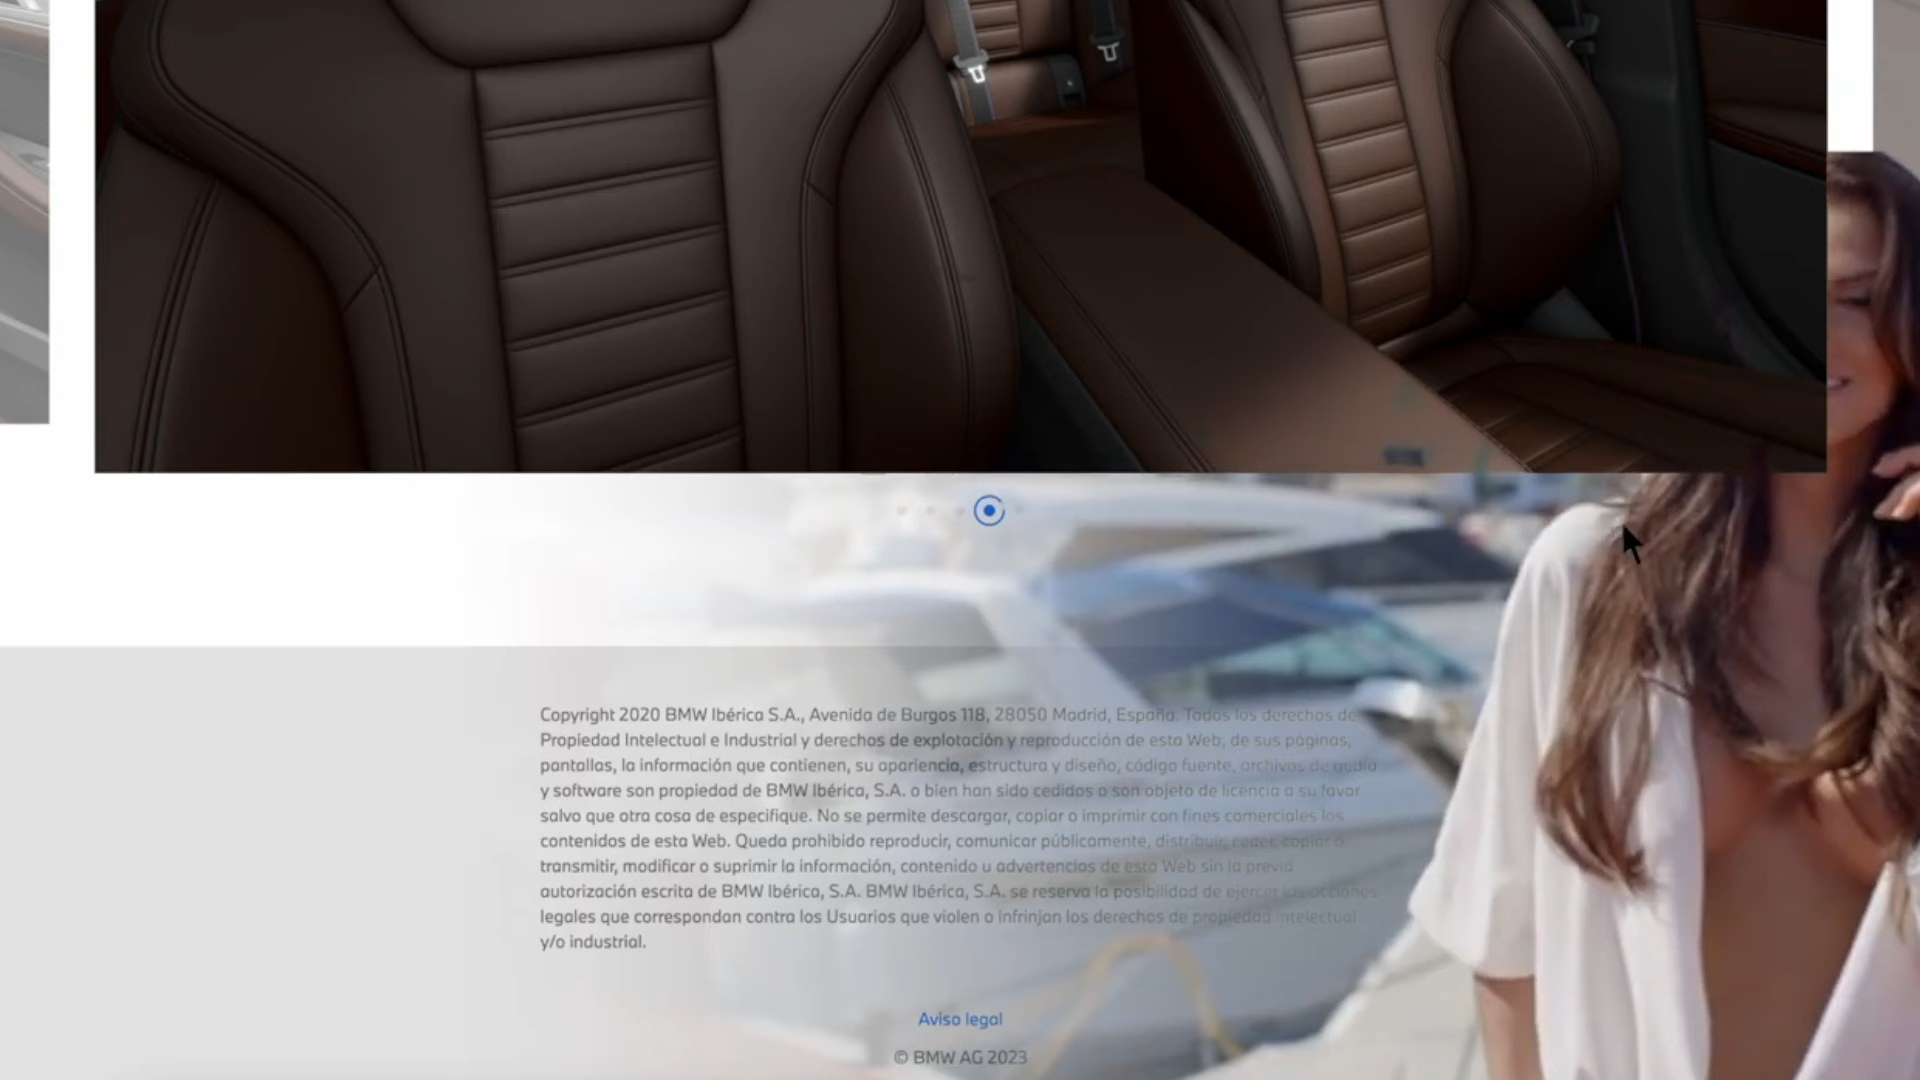 Copyright 2020 BMW Ibérica S.A., Avenida de Burgos 118, 28050 Madrid, España. Todos los derechos de
Propiedad Intelectual e Industrial y derechos de explotación y reproducción de esta Web, de sus páginas,
pantallas, la información que contienen, su apariencia, estructura y diseño, código fuente, archivos de audio
y software son propiedad de BMW Ibérica, S.A. o bien han sido cedidos o son objeto de licencia a su favor
salvo que otra cosa de especifique. No se permite descargar, copiar o imprimir con fines comerciales los
contenidos de esta Web. Queda prohibido reproducir, comunicar públicamente, distribuir, ceder, copiar ó
transmitir, modificar o suprimir la información, contenido u advertencias de esta Web sin la previa
autorización escrita de BMW Ibérica, S.A. BMW Ibérica, S.A. se reserva la posibilidad de ejercer las acciones
legales que correspondan contra los Usuarios que violen o infrinjan los derechos de propiedad intelectual
y/o industrial.
Aviso legal
© BMW AG 2023